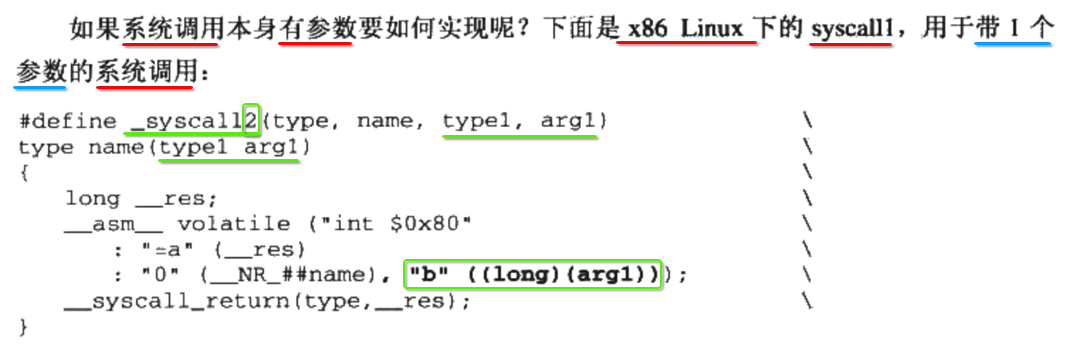 如果系统调用本身有参数要如何实现呢？下面是 x86 Linux 下的 syscall1，用于带 1 个
参数的系统调用：
#define _syscall2(type, name, type1, arg1) \
type name(type1 arg1) \
{ \
    long __res; \
    __asm__ volatile ("int $0x80" \
        : "=a" (__res) \
        : "0" (__NR_##name), "b" ((long)(arg1))); \
    __syscall_return(type,__res); \
}